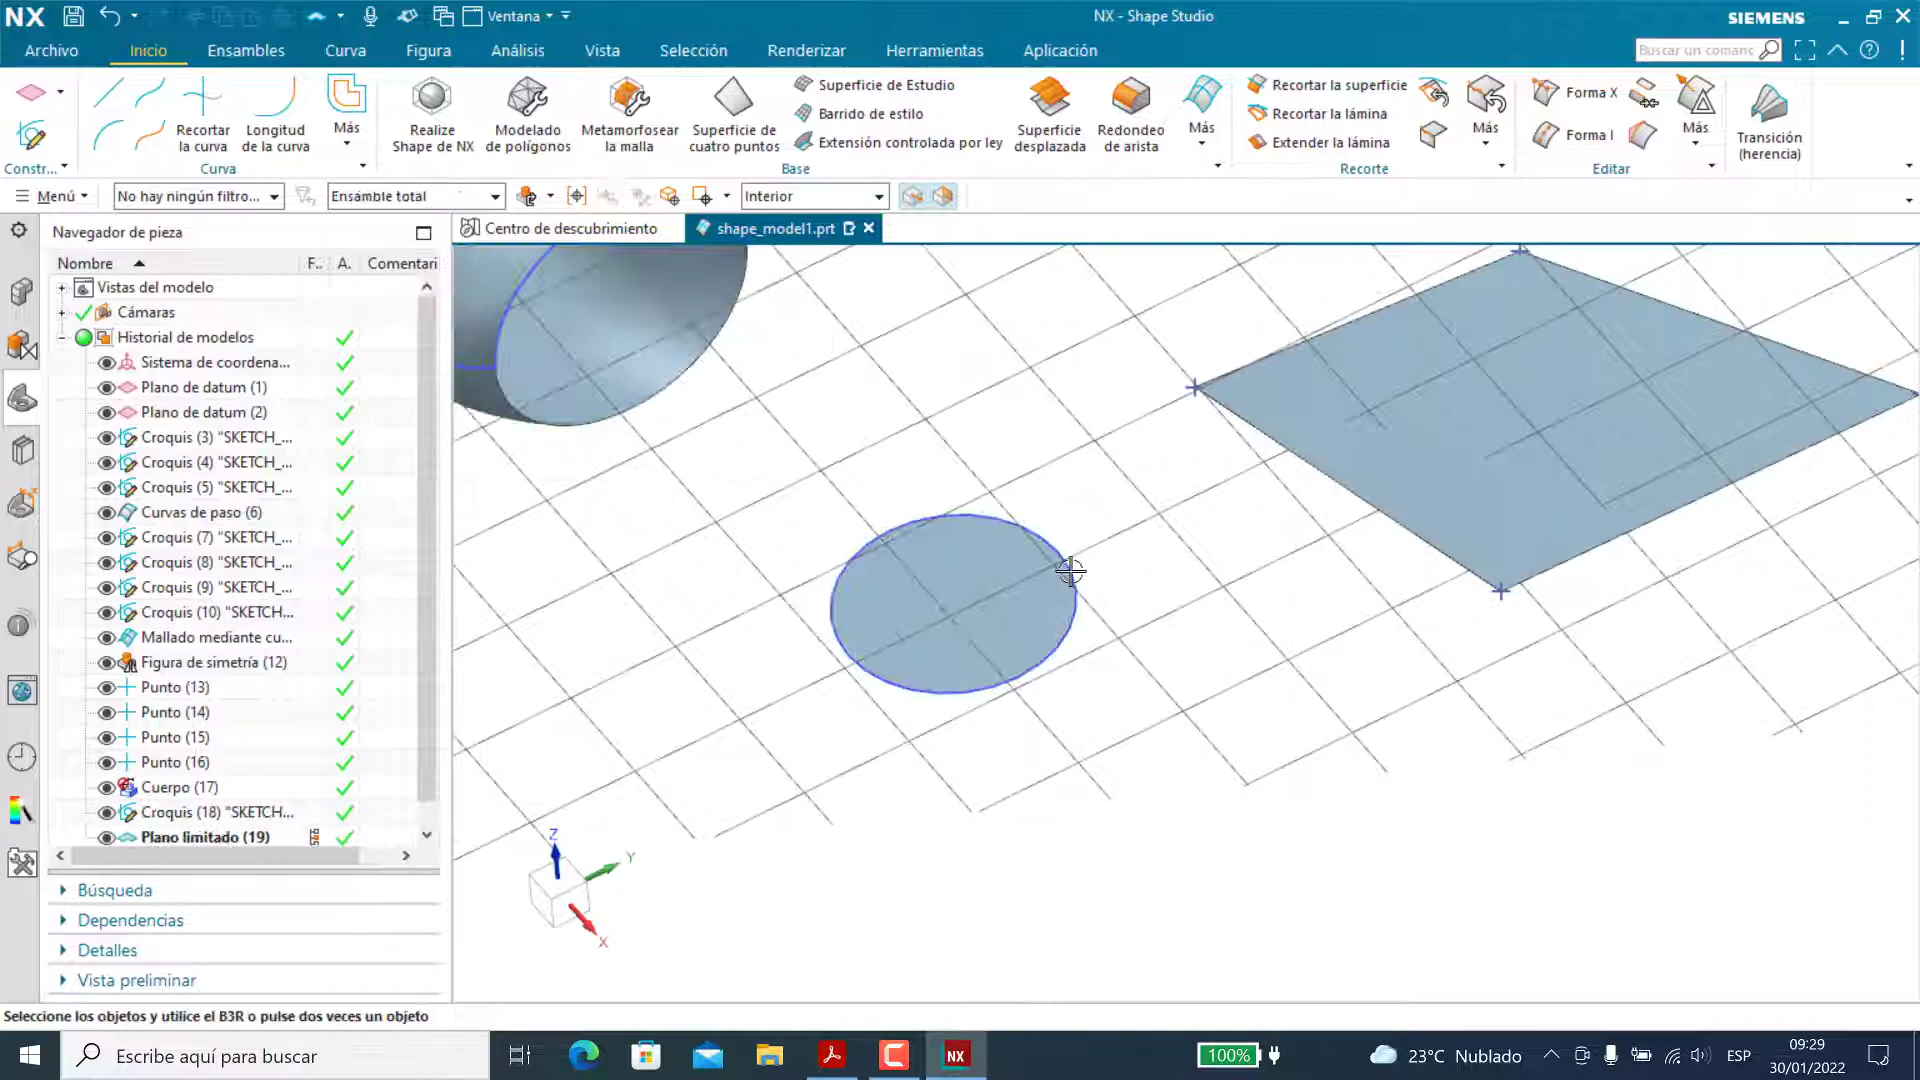 NX
Ventana
NX - Shape Studio
SIEMENS
Archivo
Inicio
Ensambles
Curva
Figura
Análisis
Vista
Selección
Renderizar
Herramientas
Aplicación
Buscar un comanc
Recortar
la curva
Longitud
de la curva
Más
Realize
Shape de NX
Modelado
de polígonos
Metamorfosear
la malla
Superficie de
cuatro puntos
Superficie de Estudio
Barrido de estilo
Extensión controlada por ley
Superficie
desplazada
Redondeo
de arista
Más
Recortar la superficie
Recortar la lámina
Extender la lámina
Más
Forma X
Forma I
Más
Transición
(herencia)
Constr...
Curva
Base
Recorte
Editar
Menú
No hay ningún filtro...
Ensamble total
Interior
Navegador de pieza
Centro de descubrimiento
shape_model1.prt
Nombre
F..
A.
Comentari
Vistas del modelo
Cámaras
Historial de modelos
Sistema de coordena...
Plano de datum (1)
Plano de datum (2)
Croquis (3) "SKETCH_...
Croquis (4) "SKETCH_...
Croquis (5) "SKETCH_...
Curvas de paso (6)
Croquis (7) "SKETCH_...
Croquis (8) "SKETCH_...
Croquis (9) "SKETCH_...
Croquis (10) "SKETCH...
Mallado mediante cu...
Figura de simetría (12)
Punto (13)
Punto (14)
Punto (15)
Punto (16)
Cuerpo (17)
Croquis (18) "SKETCH...
Plano limitado (19)
Búsqueda
Dependencias
Detalles
Vista preliminar
Z
Y
X
Seleccione los objetos y utilice el B3R o pulse dos veces un objeto
Escribe aquí para buscar
NX
100%
23°C Nublado
ESP
09:29
30/01/2022